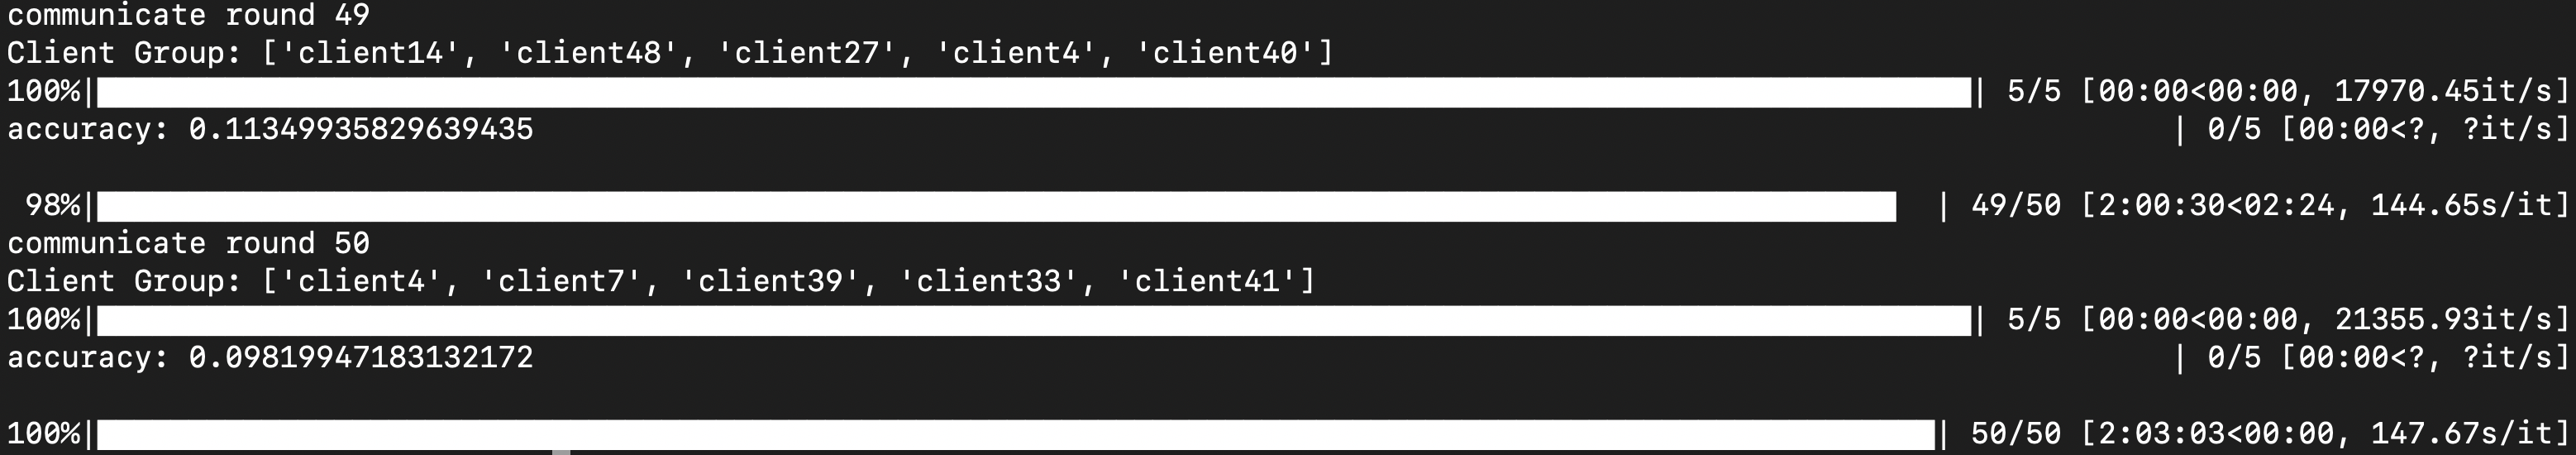 communicate round 49
Client Group: ['client14', 'client48', 'client27', 'client4', 'client40']
100%| | 5/5 [00:00<00:00, 17970.45it/s]
accuracy: 0.11349935829639435 | 0/5 [00:00<?, ?it/s]
98%| | 49/50 [2:00:30<02:24, 144.65s/it]
communicate round 50
Client Group: ['client4', 'client7', 'client39', 'client33', 'client41']
100%| | 5/5 [00:00<00:00, 21355.93it/s]
accuracy: 0.09819947183132172 | 0/5 [00:00<?, ?it/s]
100%| | 50/50 [2:03:03<00:00, 147.67s/it]